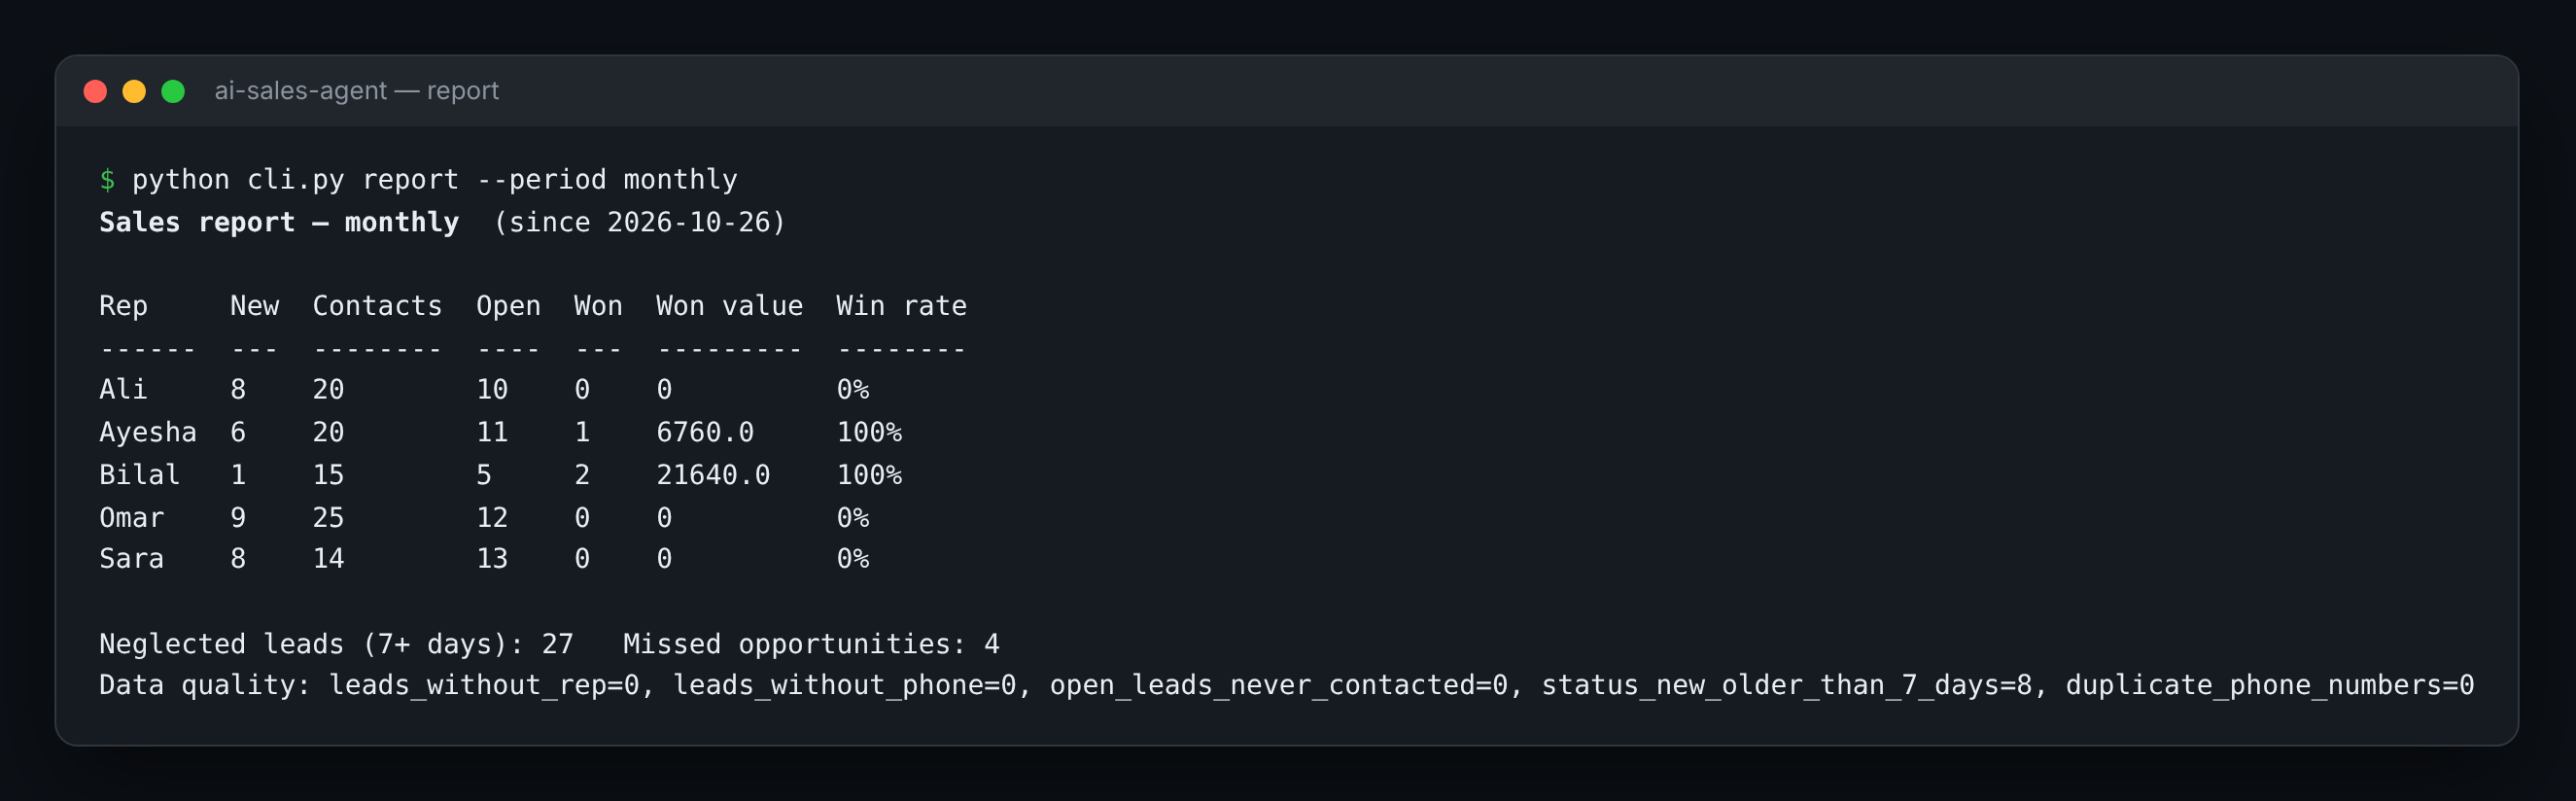 ai-sales-agent — report
$ python cli.py report --period monthly
Sales report — monthly  (since 2026-10-26)
Rep     New  Contacts  Open  Won  Won value  Win rate
------  ---  --------  ----  ---  ---------  --------
Ali     8    20        10    0    0          0%
Ayesha  6    20        11    1    6760.0     100%
Bilal   1    15        5     2    21640.0    100%
Omar    9    25        12    0    0          0%
Sara    8    14        13    0    0          0%
Neglected leads (7+ days): 27   Missed opportunities: 4
Data quality: leads_without_rep=0, leads_without_phone=0, open_leads_never_contacted=0, status_new_older_than_7_days=8, duplicate_phone_numbers=0